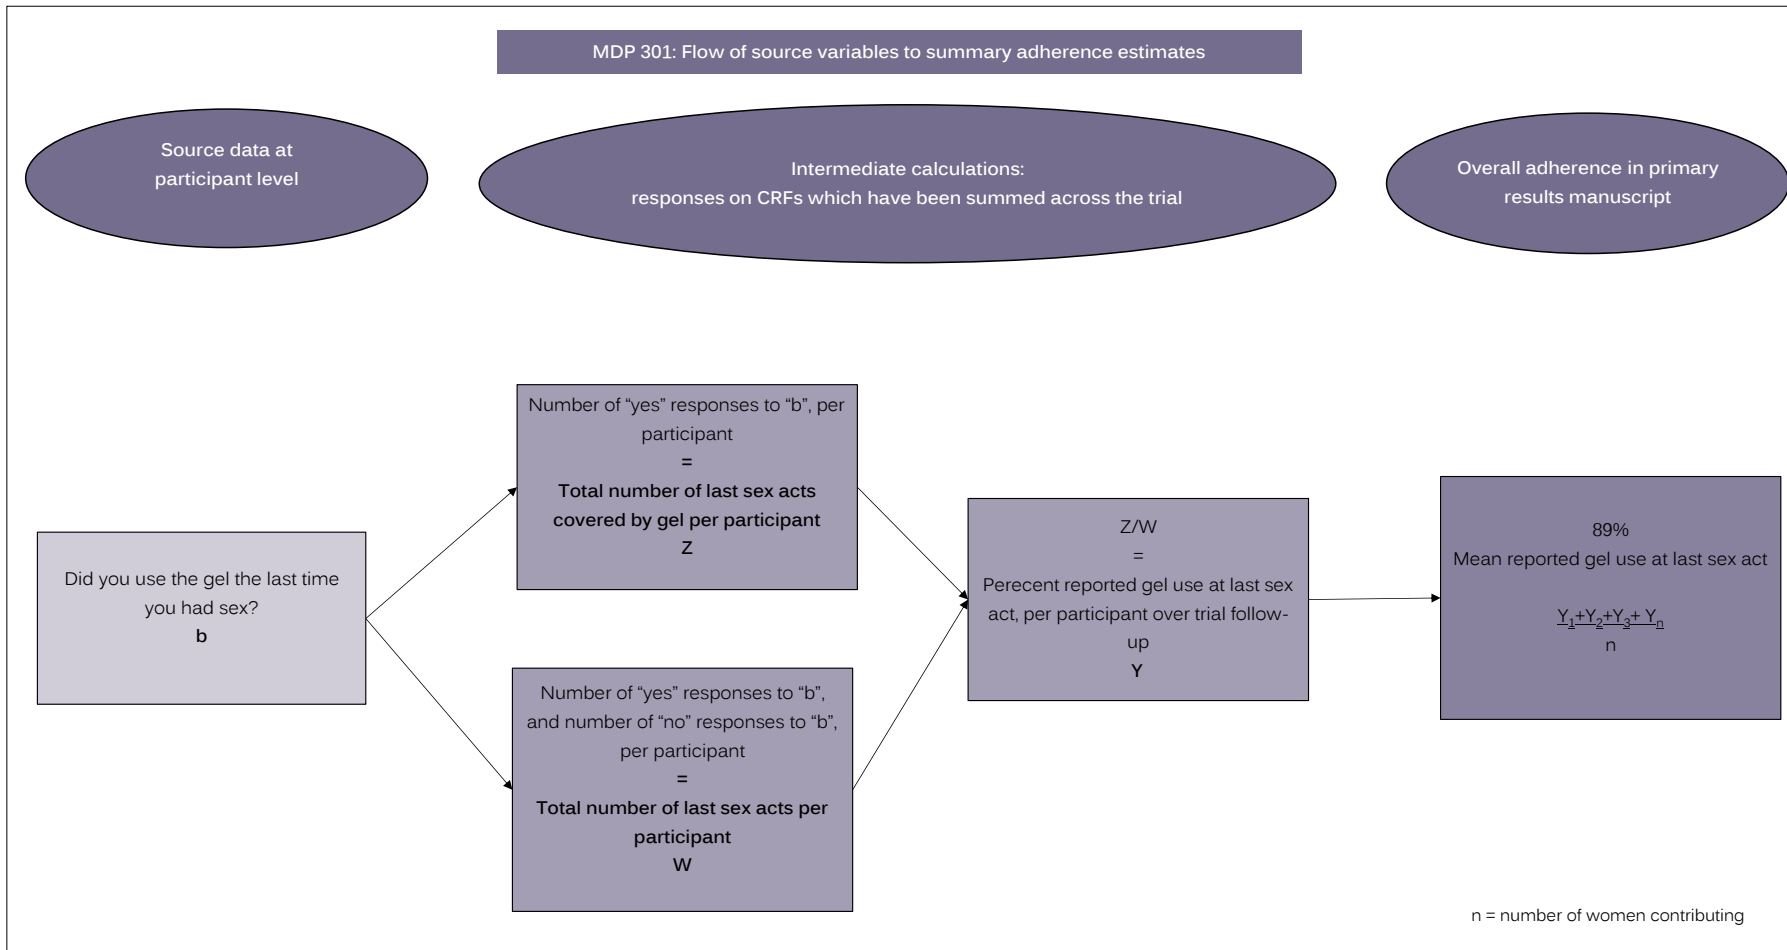 MDP 301: Flow of source variables to summary adherence estimates
Source data at
participant level
Intermediate calculations:
responses on CRFs which have been summed across the trial
Overall adherence in primary
results manuscript
Did you use the gel the last time
you had sex?
b
Number of “yes” responses to “b”, per
participant
=
Total number of last sex acts
covered by gel per participant
Z
Number of “yes” responses to “b”,
and number of “no” responses to “b”,
per participant
=
Total number of last sex acts per
participant
W
Z/W
=
Perecent reported gel use at last sex
act, per participant over trial follow-
up
Y
89%
Mean reported gel use at last sex act
Y1+Y2+Y3+ Yn
n
n = number of women contributing